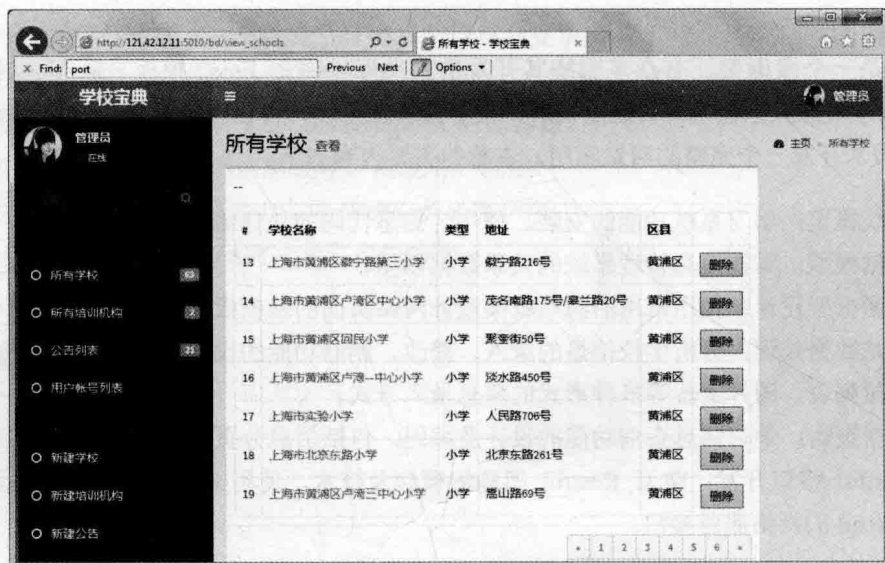 http://121.42.12.11:5010/bd/view_schools
所有学校 - 学校宝典
× Find: port Previous Next Options
学校宝典
管理员
管理员
在线
所有学校 查看
主页 > 所有学校
--
# 学校名称 类型 地址 区县
13 上海市黄浦区徽宁路第三小学 小学 徽宁路216号 黄浦区 删除
14 上海市黄浦区卢湾区中心小学 小学 茂名南路175号/皋兰路20号 黄浦区 删除
15 上海市黄浦区回民小学 小学 聚奎街50号 黄浦区 删除
16 上海市黄浦区卢湾一中心小学 小学 淡水路450号 黄浦区 删除
17 上海市实验小学 小学 人民路706号 黄浦区 删除
18 上海市北京东路小学 小学 北京东路261号 黄浦区 删除
19 上海市黄浦区卢湾三中心小学 小学 嵩山路69号 黄浦区 删除
« 1 2 3 4 5 6 »
所有学校 63
所有培训机构 2
公告列表 21
用户帐号列表
新建学校
新建培训机构
新建公告